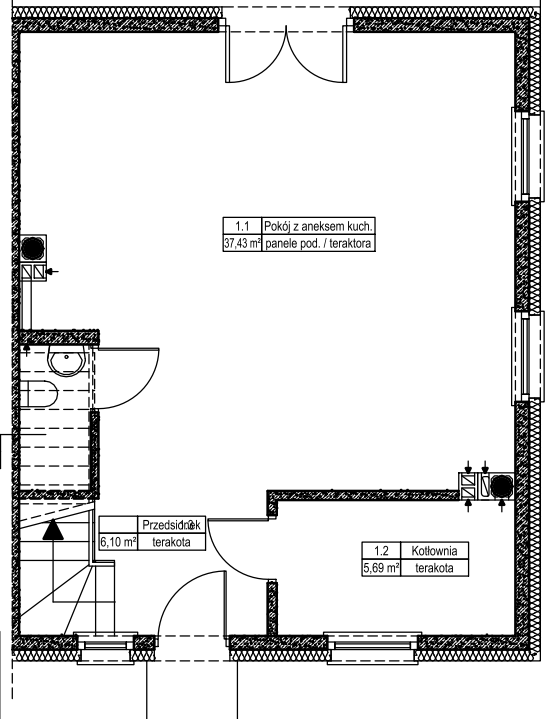 1.1 Pokój z aneksem kuch.
37,43 m² panele pod. / teraktora
Przedsionek
6,10 m² terakota
1.2 Kotłownia
5,69 m² terakota